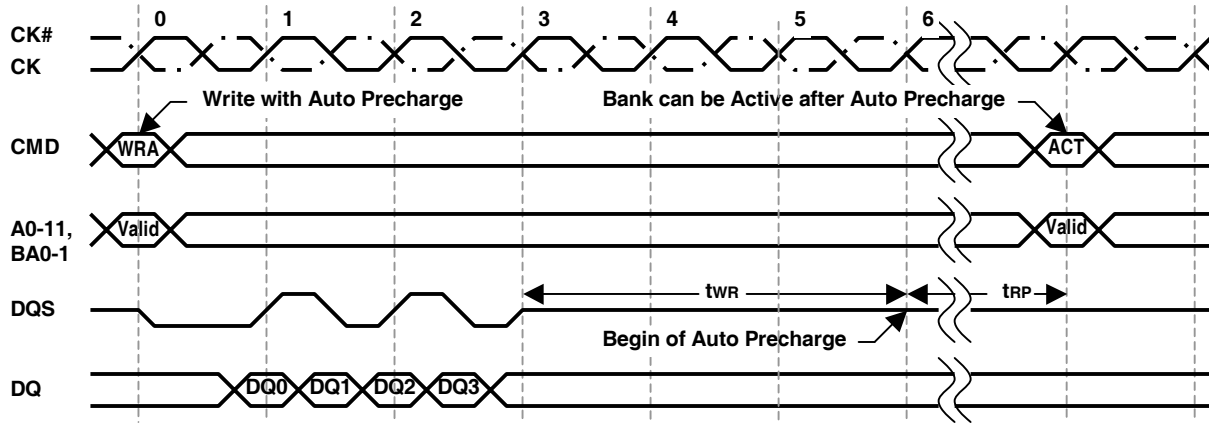 0 1 2 3 4 5 6
CK#
CK
Write with Auto Precharge Bank can be Active after Auto Precharge
CMD WRA ACT
A0-11, Valid Valid
BA0-1
DQS tWR tRP
Begin of Auto Precharge
DQ DQ0 DQ1 DQ2 DQ3